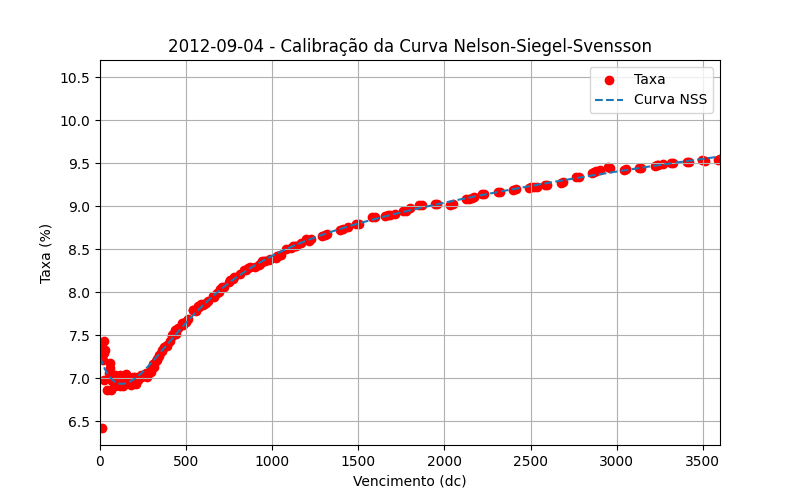 2012-09-04 - Calibração da Curva Nelson-Siegel-Svensson
Taxa
Curva NSS
Taxa (%)
10.5
10.0
9.5
9.0
8.5
8.0
7.5
7.0
6.5
0 500 1000 1500 2000 2500 3000 3500
Vencimento (dc)